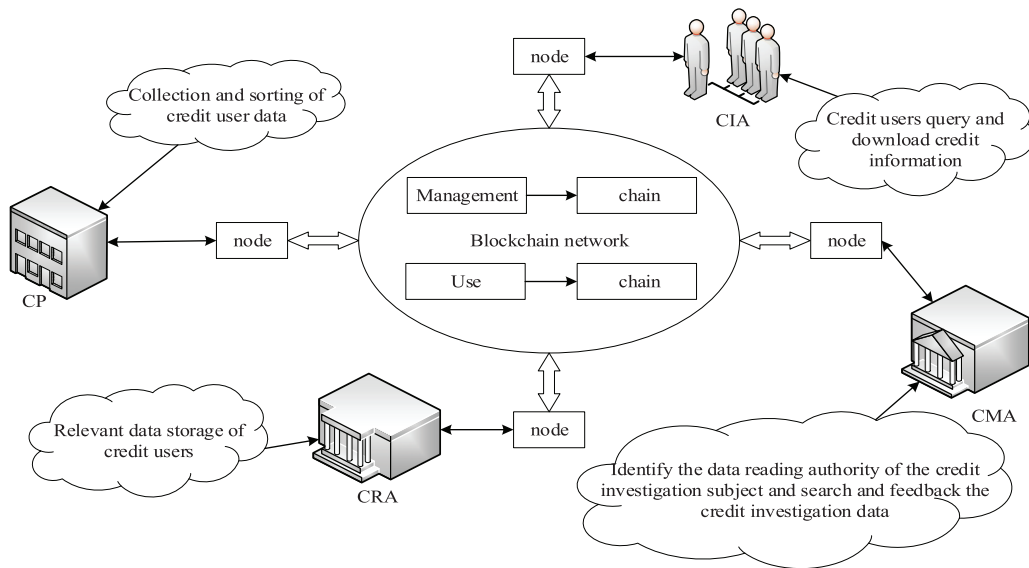 node
CIA
Collection and sorting of
credit user data
Credit users query and
download credit
information
Management
chain
node
Blockchain network
node
CP
Use
chain
Relevant data storage of
credit users
CRA
node
CMA
Identify the data reading authority of the credit
investigation subject and search and feedback the
credit investigation data